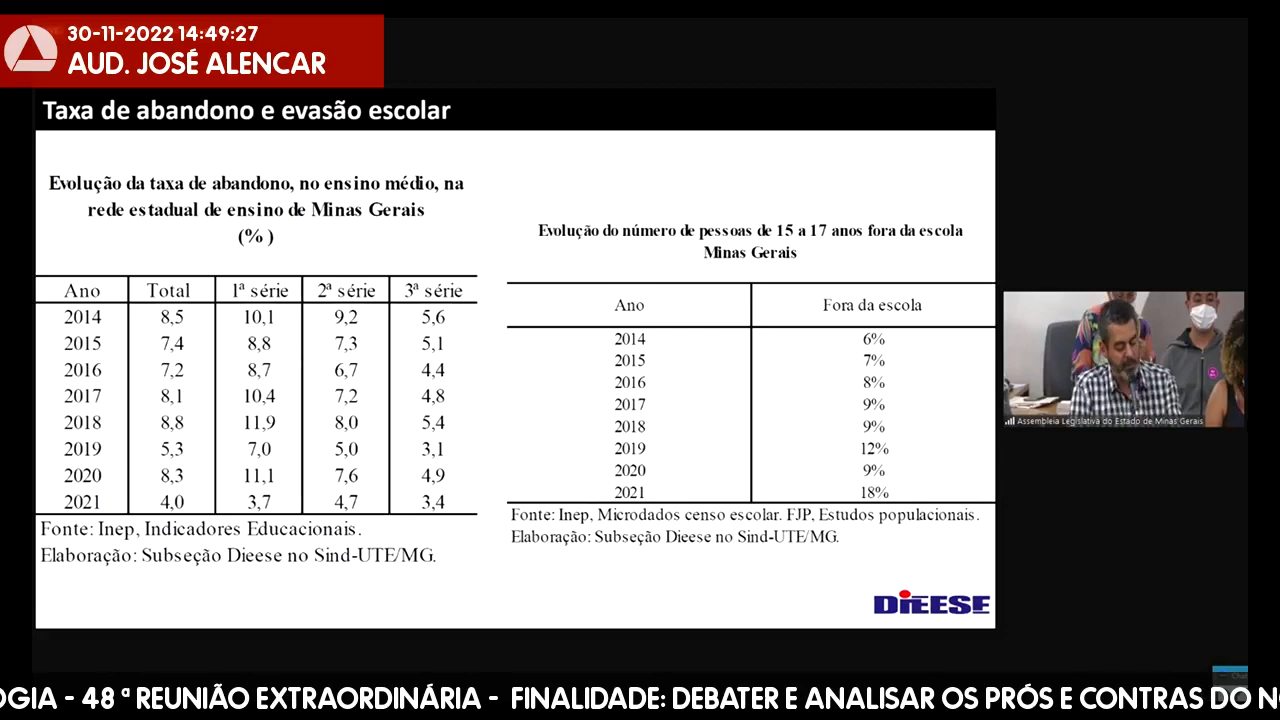 30-11-2022 14:49:27
AUD. JOSÉ ALENCAR
Taxa de abandono e evasão escolar
Evolução da taxa de abandono, no ensino médio, na
rede estadual de ensino de Minas Gerais
(% )
Ano Total 1ª série 2ª série 3ª série
2014 8,5 10,1 9,2 5,6
2015 7,4 8,8 7,3 5,1
2016 7,2 8,7 6,7 4,4
2017 8,1 10,4 7,2 4,8
2018 8,8 11,9 8,0 5,4
2019 5,3 7,0 5,0 3,1
2020 8,3 11,1 7,6 4,9
2021 4,0 3,7 4,7 3,4
Fonte: Inep, Indicadores Educacionais.
Elaboração: Subseção Dieese no Sind-UTE/MG.
Evolução do número de pessoas de 15 a 17 anos fora da escola
Minas Gerais
Ano Fora da escola
2014 6%
2015 7%
2016 8%
2017 9%
2018 9%
2019 12%
2020 9%
2021 18%
Fonte: Inep, Microdados censo escolar. FJP, Estudos populacionais.
Elaboração: Subseção Dieese no Sind-UTE/MG.
DIEESE
Assembleia Legislativa do Estado de Minas Gerais
OGIA - 48 ª REUNIÃO EXTRAORDINÁRIA - FINALIDADE: DEBATER E ANALISAR OS PRÓS E CONTRAS DO N